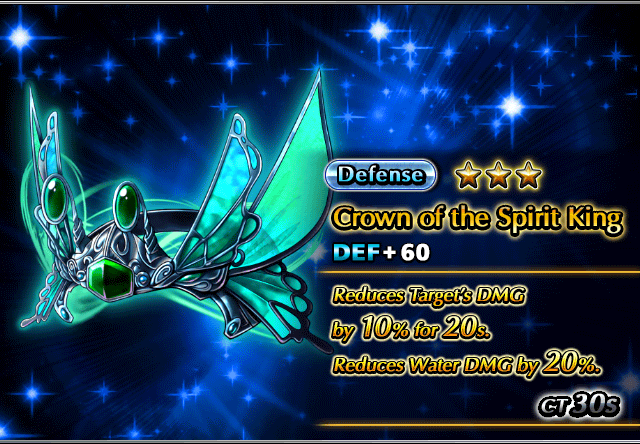 Defense
Crown of the Spirit King
DEF+60
Reduces Target's DMG
by 10% for 20s.
Reduces Water DMG by 20%.
CT 30s